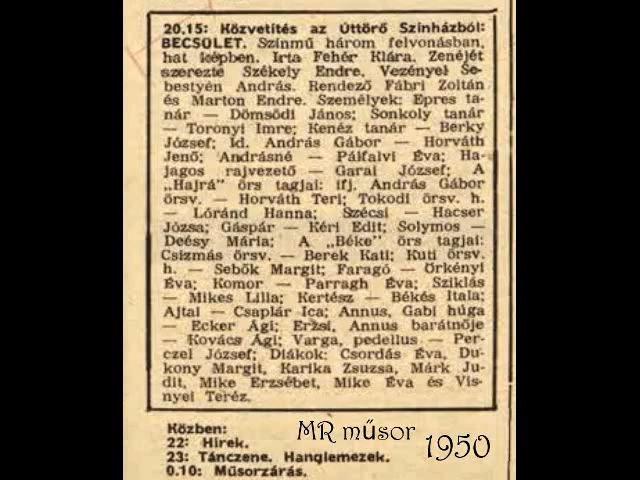 20.15: Közvetítés az Úttörő Színházból:
BECSÜLET. Színmű három felvonásban,
hat képben. Irta Fehér Klára. Zenéjét
szerezte Székely Endre. Vezényel Se-
bestyén András. Rendező Fábri Zoltán
és Marton Endre. Személyek: Epres ta-
nár — Dömsödi János; Sonkoly tanár
— Toronyi Imre; Kenéz tanár — Berky
József; Id. András Gábor — Horváth
Jenő; Andrásné — Pálfalvi Éva; Ha-
jagos rajvezető — Garai József; A
„Hajrá" örs tagjai: ifj. András Gábor
örsv. — Horváth Teri; Tokodi örsv. h.
— Lóránd Hanna; Szécsi — Hacser
Józsa; Gáspár — Kéri Edit; Solymos —
Deésy Mária; A „Béke" örs tagjai:
Csizmás örsv. — Berek Kati; Kuti örsv.
h. — Sebők Margit; Faragó — Örkényi
Éva; Komor — Parragh Éva; Sziklás
— Mikes Lilla; Kertész — Békés Itala;
Ajtai — Csaplár Ica; Annus, Gabi húga
— Ecker Ági; Erzsi, Annus barátnője
— Kovács Ági; Varga, pedellus — Per-
czel József; Diákok: Csordás Éva, Du-
kony Margit, Karika Zsuzsa, Márk Ju-
dit, Mike Erzsébet, Mike Éva és Vis-
nyei Teréz.
Közben:
22: Hírek.
23: Tánczene. Hanglemezek.
0.10: Műsorzárás.
MR műsor 1950